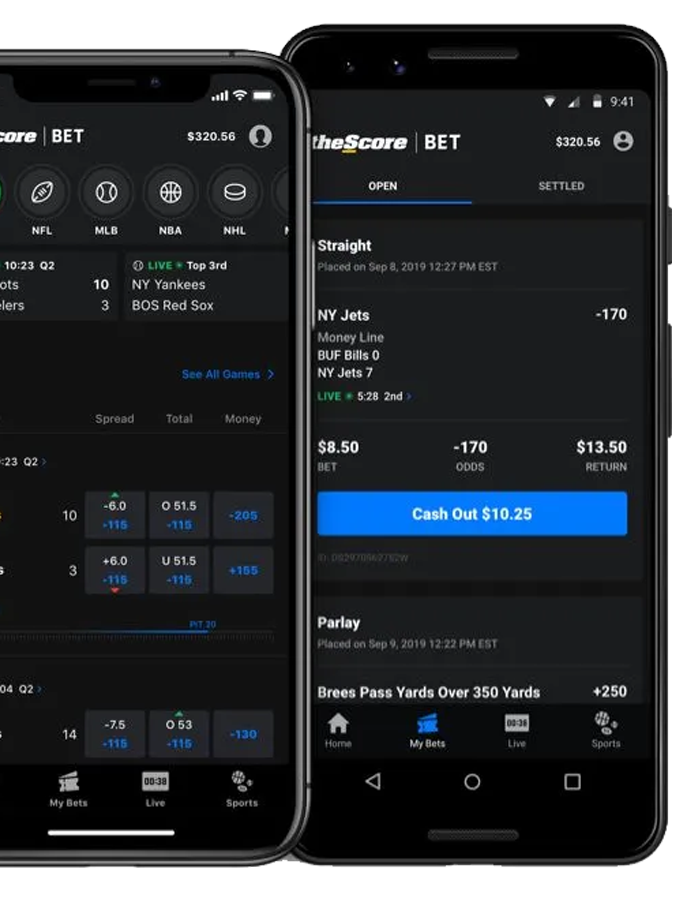 core | BET
$320.56
NFL
MLB
NBA
NHL
10:23 Q2
ots 10
elers 3
LIVE Top 3rd
NY Yankees
BOS Red Sox
See All Games >
Spread Total Money
:23 Q2 >
10 -6.0 -115 O 51.5 -115 -205
3 +6.0 -115 U 51.5 -115 +155
PIT 20
04 Q2 >
14 -7.5 -115 O 53 -115 -130
My Bets
Live
00:38
Sports
9:41
theScore | BET
$320.56
OPEN
SETTLED
Straight
Placed on Sep 8, 2019 12:27 PM EST
NY Jets -170
Money Line
BUF Bills 0
NY Jets 7
LIVE 5:28 2nd >
$8.50 -170 $13.50
BET ODDS RETURN
Cash Out $10.25
Parlay
Placed on Sep 9, 2019 12:22 PM EST
Brees Pass Yards Over 350 Yards +250
00:38
Home
My Bets
Live
Sports